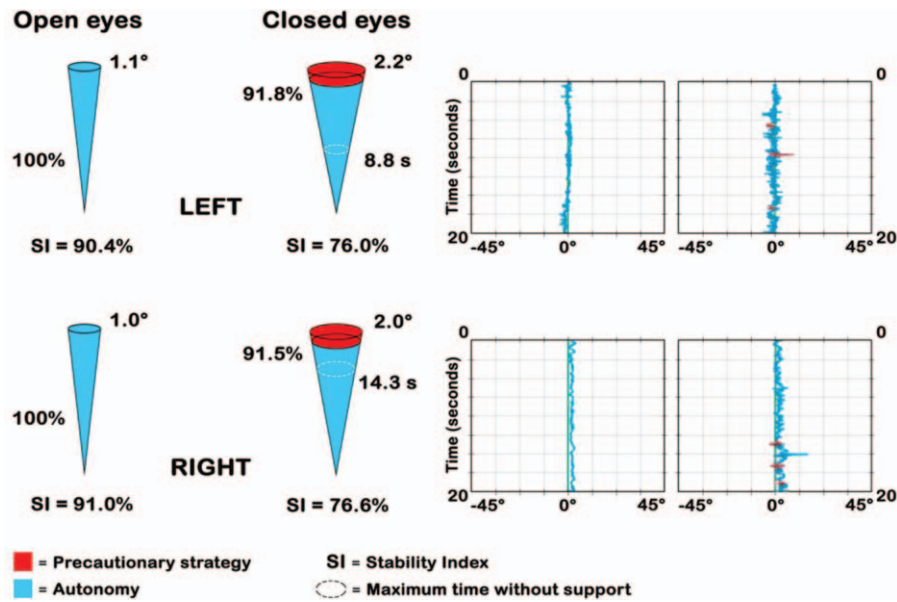 Open eyes Closed eyes
1.1° 2.2°
91.8%
100% 8.8 s
LEFT
SI = 90.4% SI = 76.0%
0 0
Time (seconds)
20 20
-45° 0° 45° -45° 0° 45°
1.0° 2.0°
91.5%
14.3 s
100%
RIGHT
SI = 91.0% SI = 76.6%
0 0
Time (seconds)
20 20
-45° 0° 45° -45° 0° 45°
= Precautionary strategy SI = Stability Index
= Autonomy = Maximum time without support